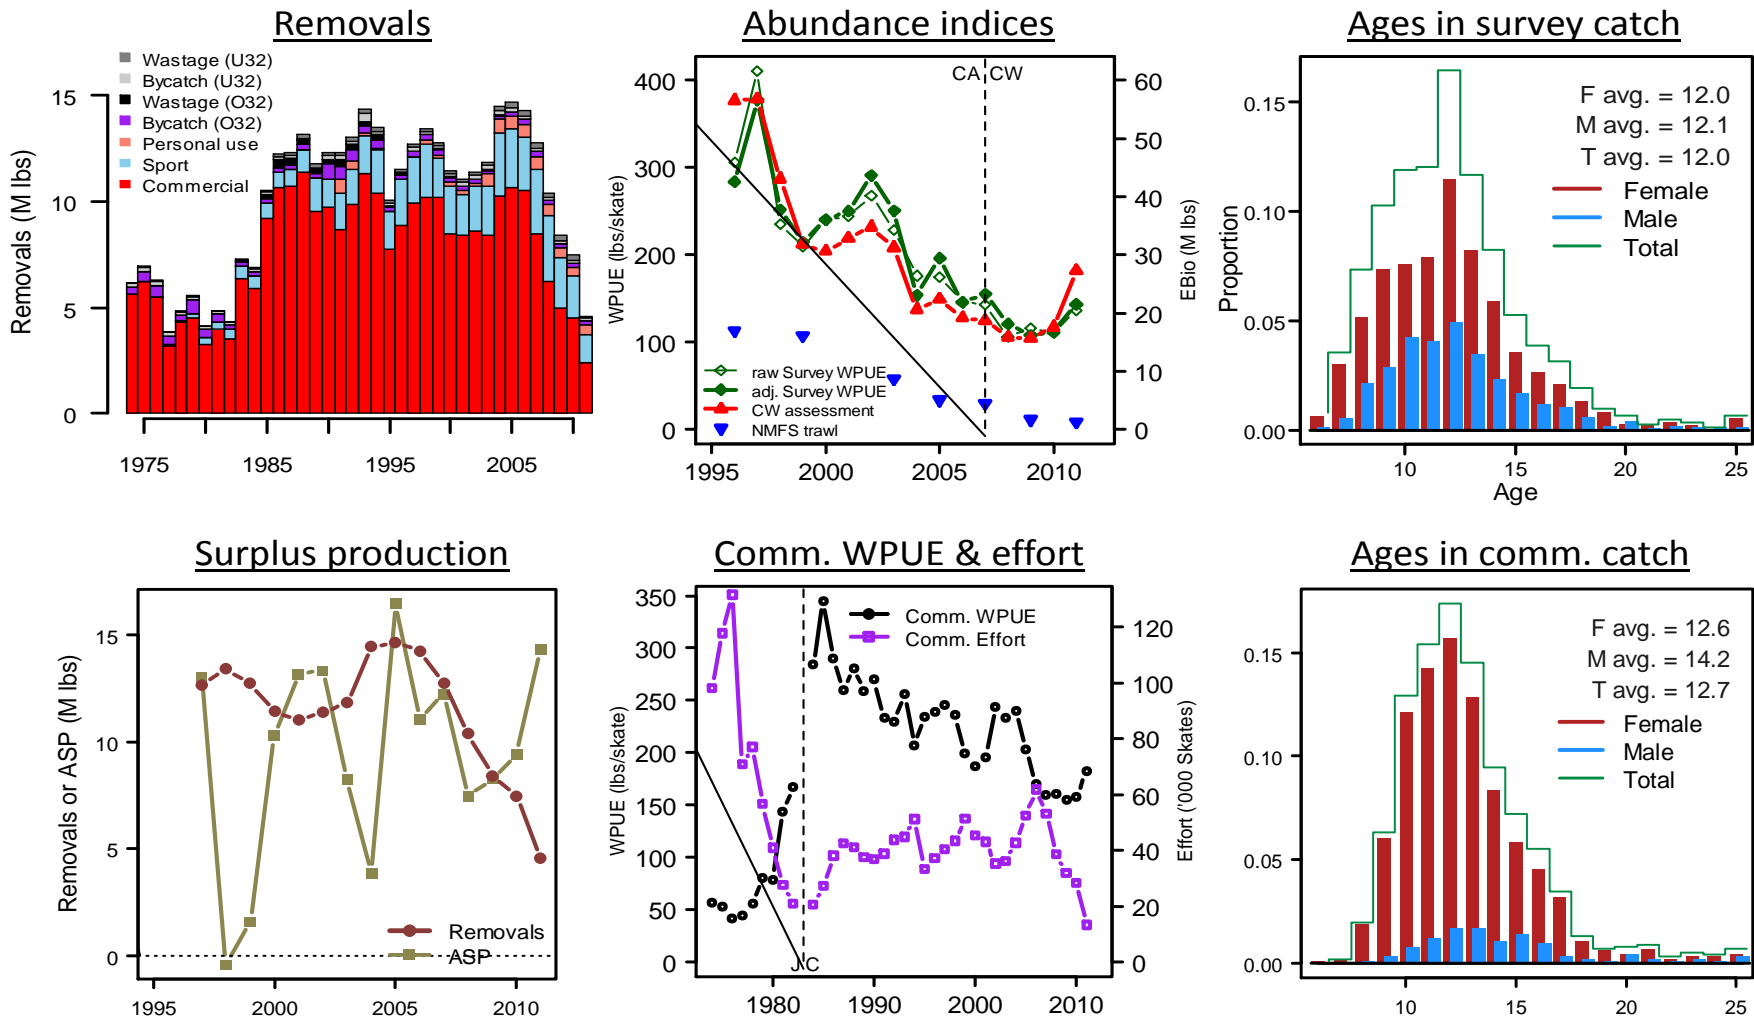 Removals
Wastage (U32)
Bycatch (U32)
Wastage (O32)
Bycatch (O32)
Personal use
Sport
Commercial
Removals (M lbs)
15
10
5
0
1975
1985
1995
2005
Abundance indices
CA
CW
WPUE (lbs/skate)
400
300
200
100
0
EBio (M lbs)
60
50
40
30
20
10
0
raw Survey WPUE
adj. Survey WPUE
CW assessment
NMFS trawl
1995
2000
2005
2010
Ages in survey catch
F avg. = 12.0
M avg. = 12.1
T avg. = 12.0
Female
Male
Total
Proportion
0.15
0.10
0.05
0.00
10
15
20
25
Age
Surplus production
Removals or ASP (M lbs)
15
10
5
0
Removals
ASP
1995
2000
2005
2010
Comm. WPUE & effort
Comm. WPUE
Comm. Effort
WPUE (lbs/skate)
350
300
250
200
150
100
50
0
Effort ('000 Skates)
120
100
80
60
40
20
0
J
C
1980
1990
2000
2010
Ages in comm. catch
F avg. = 12.6
M avg. = 14.2
T avg. = 12.7
Female
Male
Total
0.15
0.10
0.05
0.00
10
15
20
25